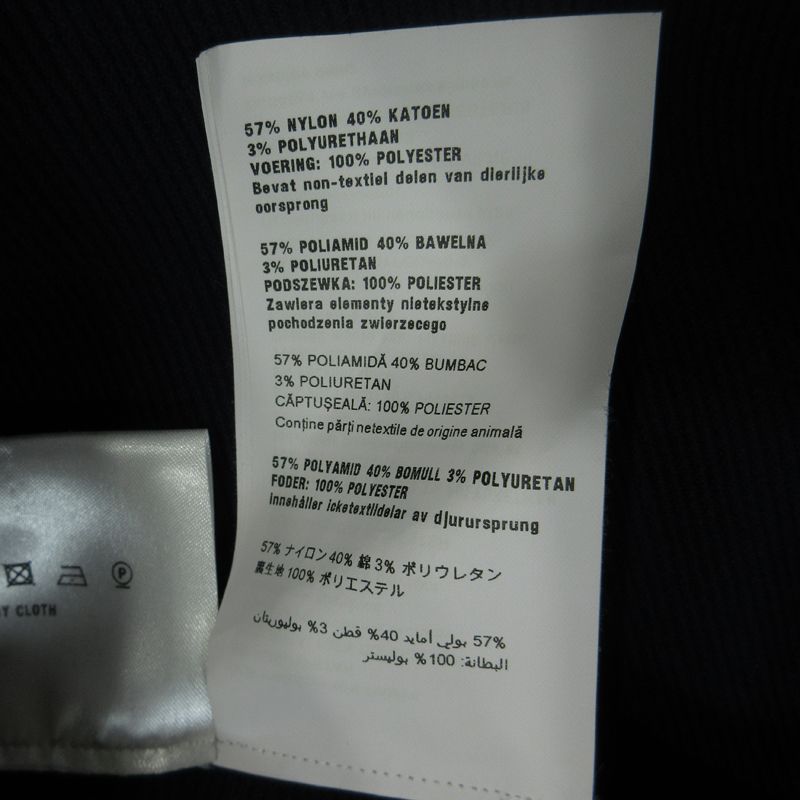 57% NYLON 40% KATOEN
3% POLYURETHAAN
VOERING: 100% POLYESTER
Bevat non-textiel delen van dierlijke
oorsprong
57% POLIAMID 40% BAWELNA
3% POLIURETAN
PODSZEWKA: 100% POLIESTER
Zawiera elementy nietekstylne
pochodzenia zwierzecego
57% POLIAMIDĂ 40% BUMBAC
3% POLIURETAN
CĂPTUŞEALĂ: 100% POLIESTER
Conţine părţi netextile de origine animală
57% POLYAMID 40% BOMULL 3% POLYURETAN
FODER: 100% POLYESTER
innehåller icketextildelar av djurursprung
57% ナイロン 40% 綿 3% ポリウレタン
裏生地 100% ポリエステル
57% بولي أمايد 40% قطن 3% بوليوريتان
البطانة: 100% بوليستر
P
CLOTH